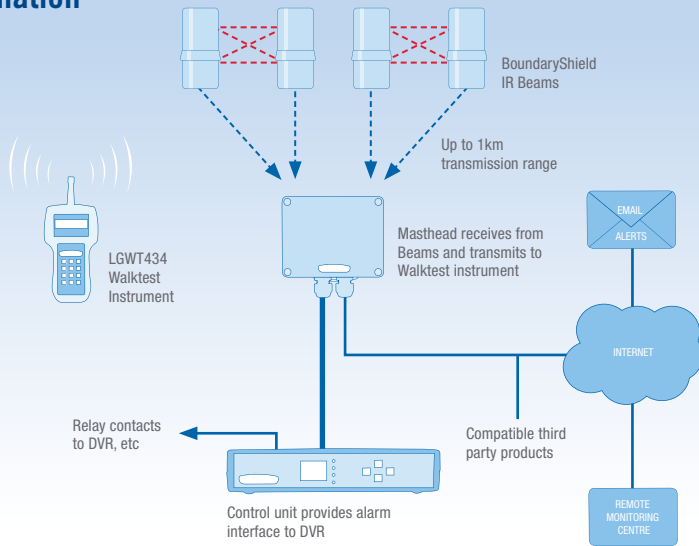 BoundaryShield
IR Beams
Up to 1km
transmission range
LGWT434
Walktest
Instrument
Masthead receives from
Beams and transmits to
Walktest instrument
EMAIL
ALERTS
INTERNET
Relay contacts
to DVR, etc
Compatible third
party products
Control unit provides alarm
interface to DVR
REMOTE
MONITORING
CENTRE